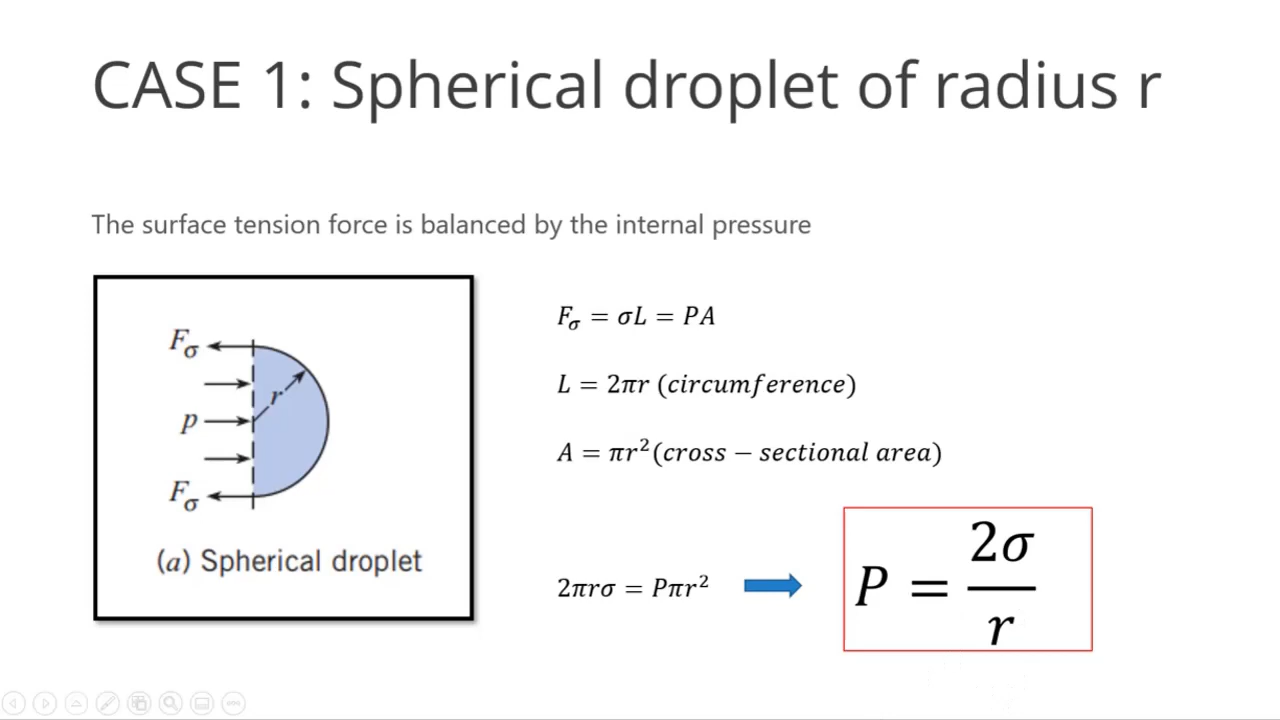 CASE 1: Spherical droplet of radius r
The surface tension force is balanced by the internal pressure
Fσ
r
p
Fσ
(a) Spherical droplet
Fσ = σL = PA
L = 2πr (circumference)
A = πr²(cross − sectional area)
2πrσ = Pπr²
P = 2σ/r